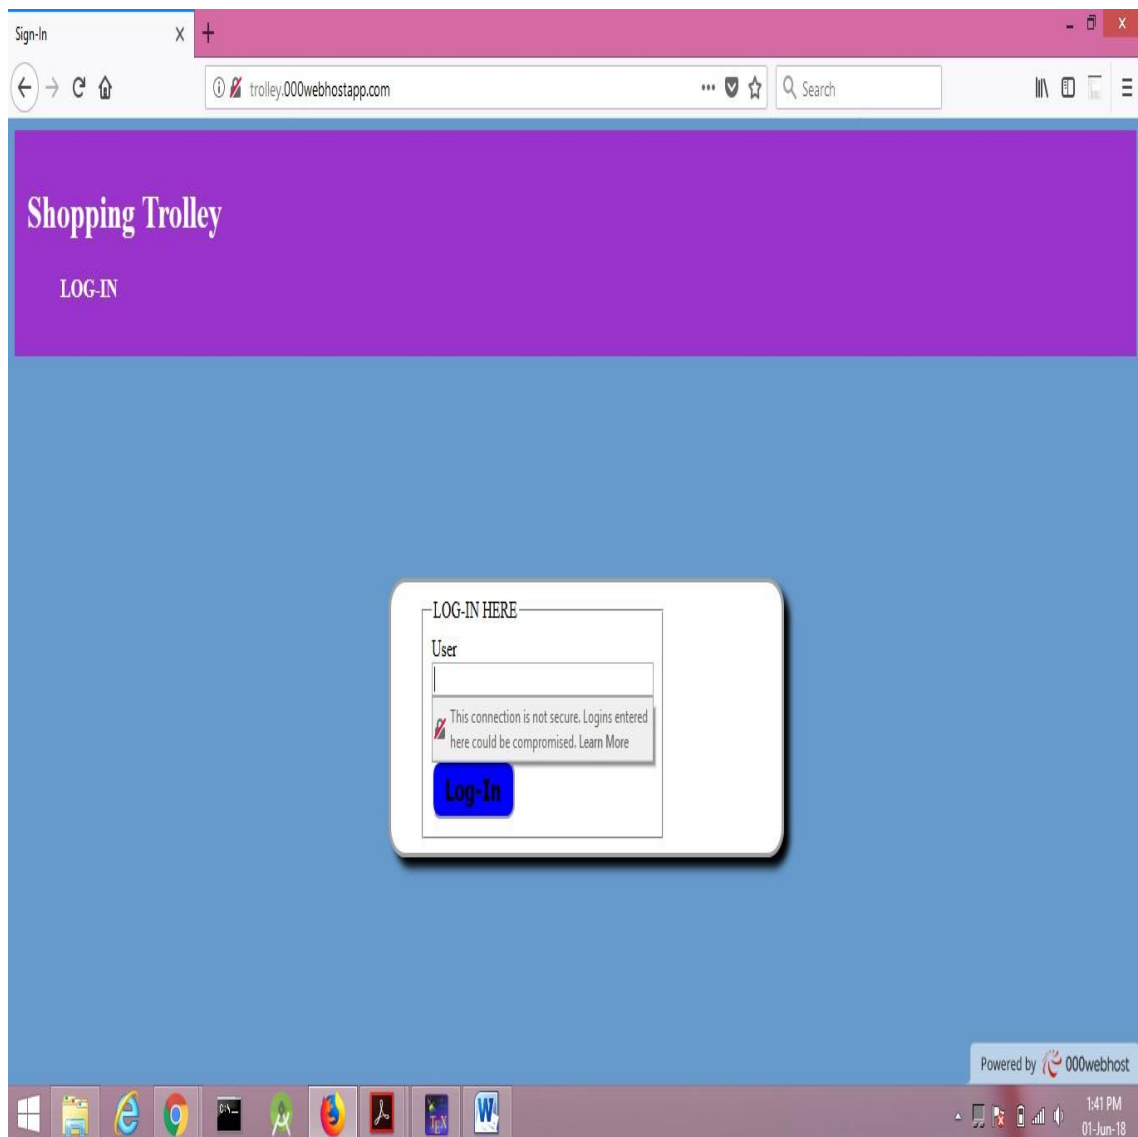 Sign-In
trolley.000webhostapp.com
Search
Shopping Trolley
LOG-IN
LOG-IN HERE
User
This connection is not secure. Logins entered
here could be compromised. Learn More
Log-In
Powered by 000webhost
1:41 PM
01-Jun-18